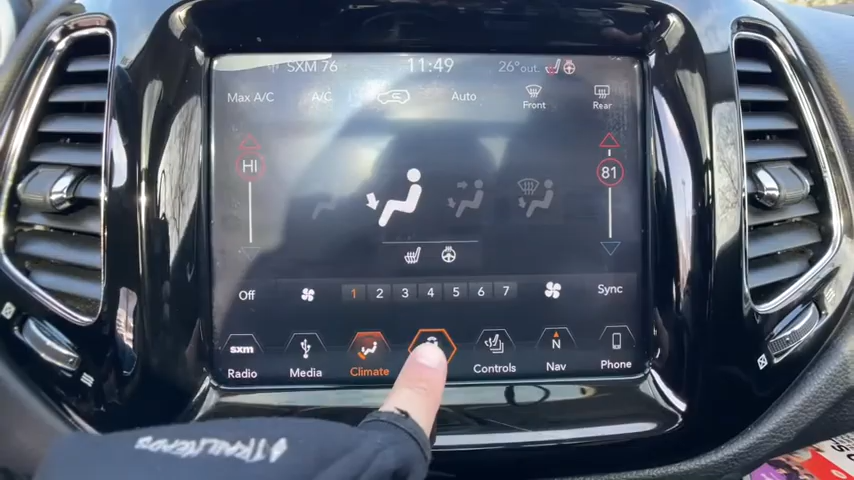 SXM 76 11:49 26° out.
Max A/C A/C Auto Front Rear
HI 81
Off 1 2 3 4 5 6 7 Sync
sxm N
Radio Media Climate Controls Nav Phone
TRAILHEADS